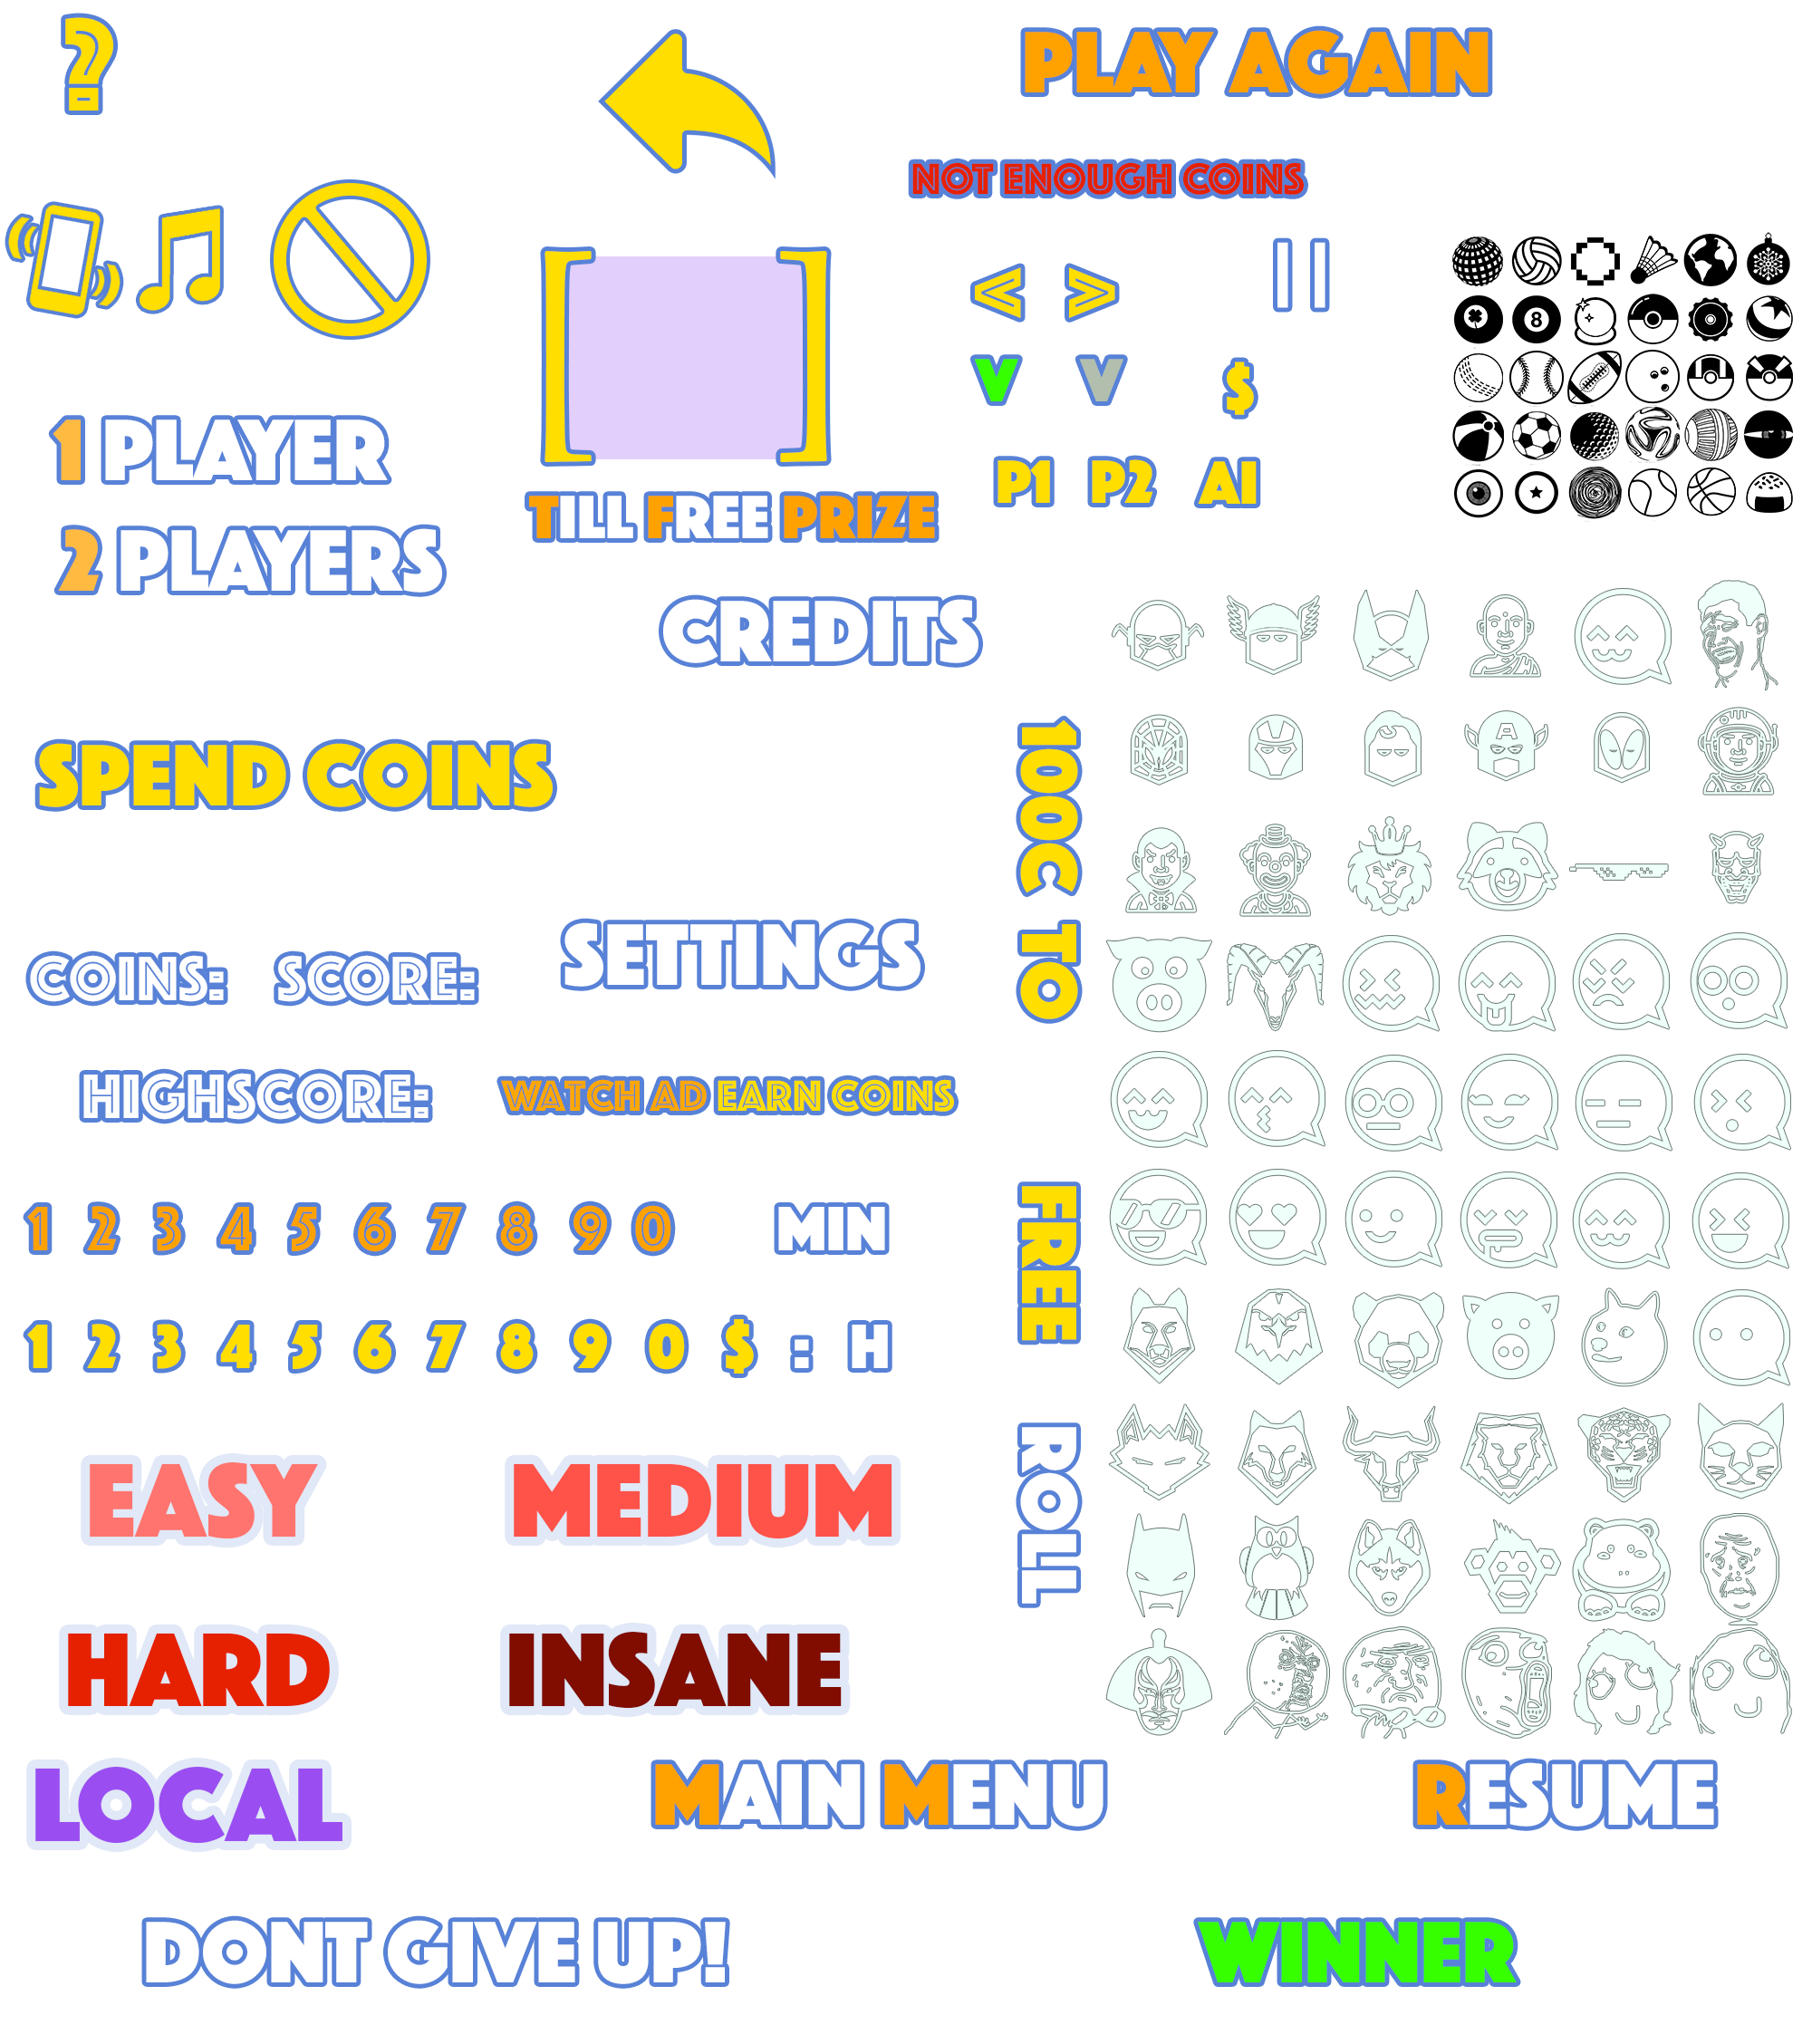 ?
PLAY AGAIN
NOT ENOUGH COINS
< >
V V $
8
1 PLAYER
P1 P2 AI
TILL FREE PRIZE
2 PLAYERS
CREDITS
SPEND COINS
100C TO
FREE
ROLL
A
SETTINGS
COINS: SCORE:
HIGHSCORE:
WATCH AD EARN COINS
1 2 3 4 5 6 7 8 9 0 MIN
1 2 3 4 5 6 7 8 9 0 $ : H
EASY MEDIUM
HARD INSANE
LOCAL
MAIN MENU
RESUME
DONT GIVE UP!
WINNER